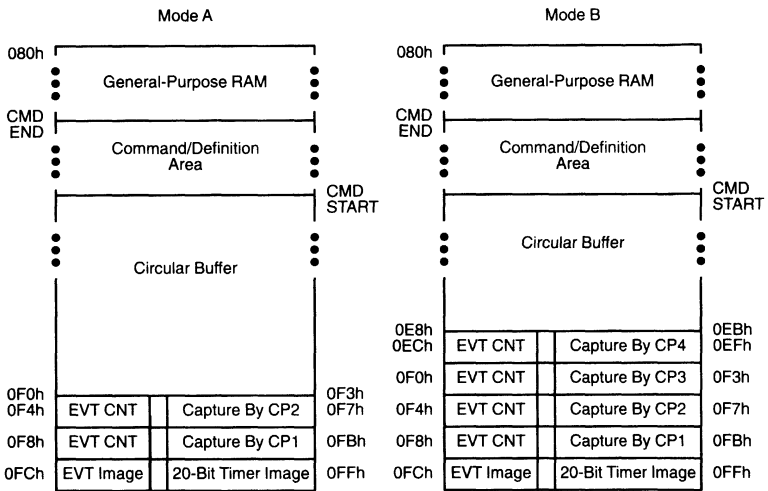 Mode A
080h
General-Purpose RAM
CMD
END
Command/Definition
Area
CMD
START
Circular Buffer
0F0h 0F3h
0F4h EVT CNT Capture By CP2 0F7h
0F8h EVT CNT Capture By CP1 0FBh
0FCh EVT Image 20-Bit Timer Image 0FFh
Mode B
080h
General-Purpose RAM
CMD
END
Command/Definition
Area
CMD
START
Circular Buffer
0E8h 0EBh
0ECh EVT CNT Capture By CP4 0EFh
0F0h EVT CNT Capture By CP3 0F3h
0F4h EVT CNT Capture By CP2 0F7h
0F8h EVT CNT Capture By CP1 0FBh
0FCh EVT Image 20-Bit Timer Image 0FFh